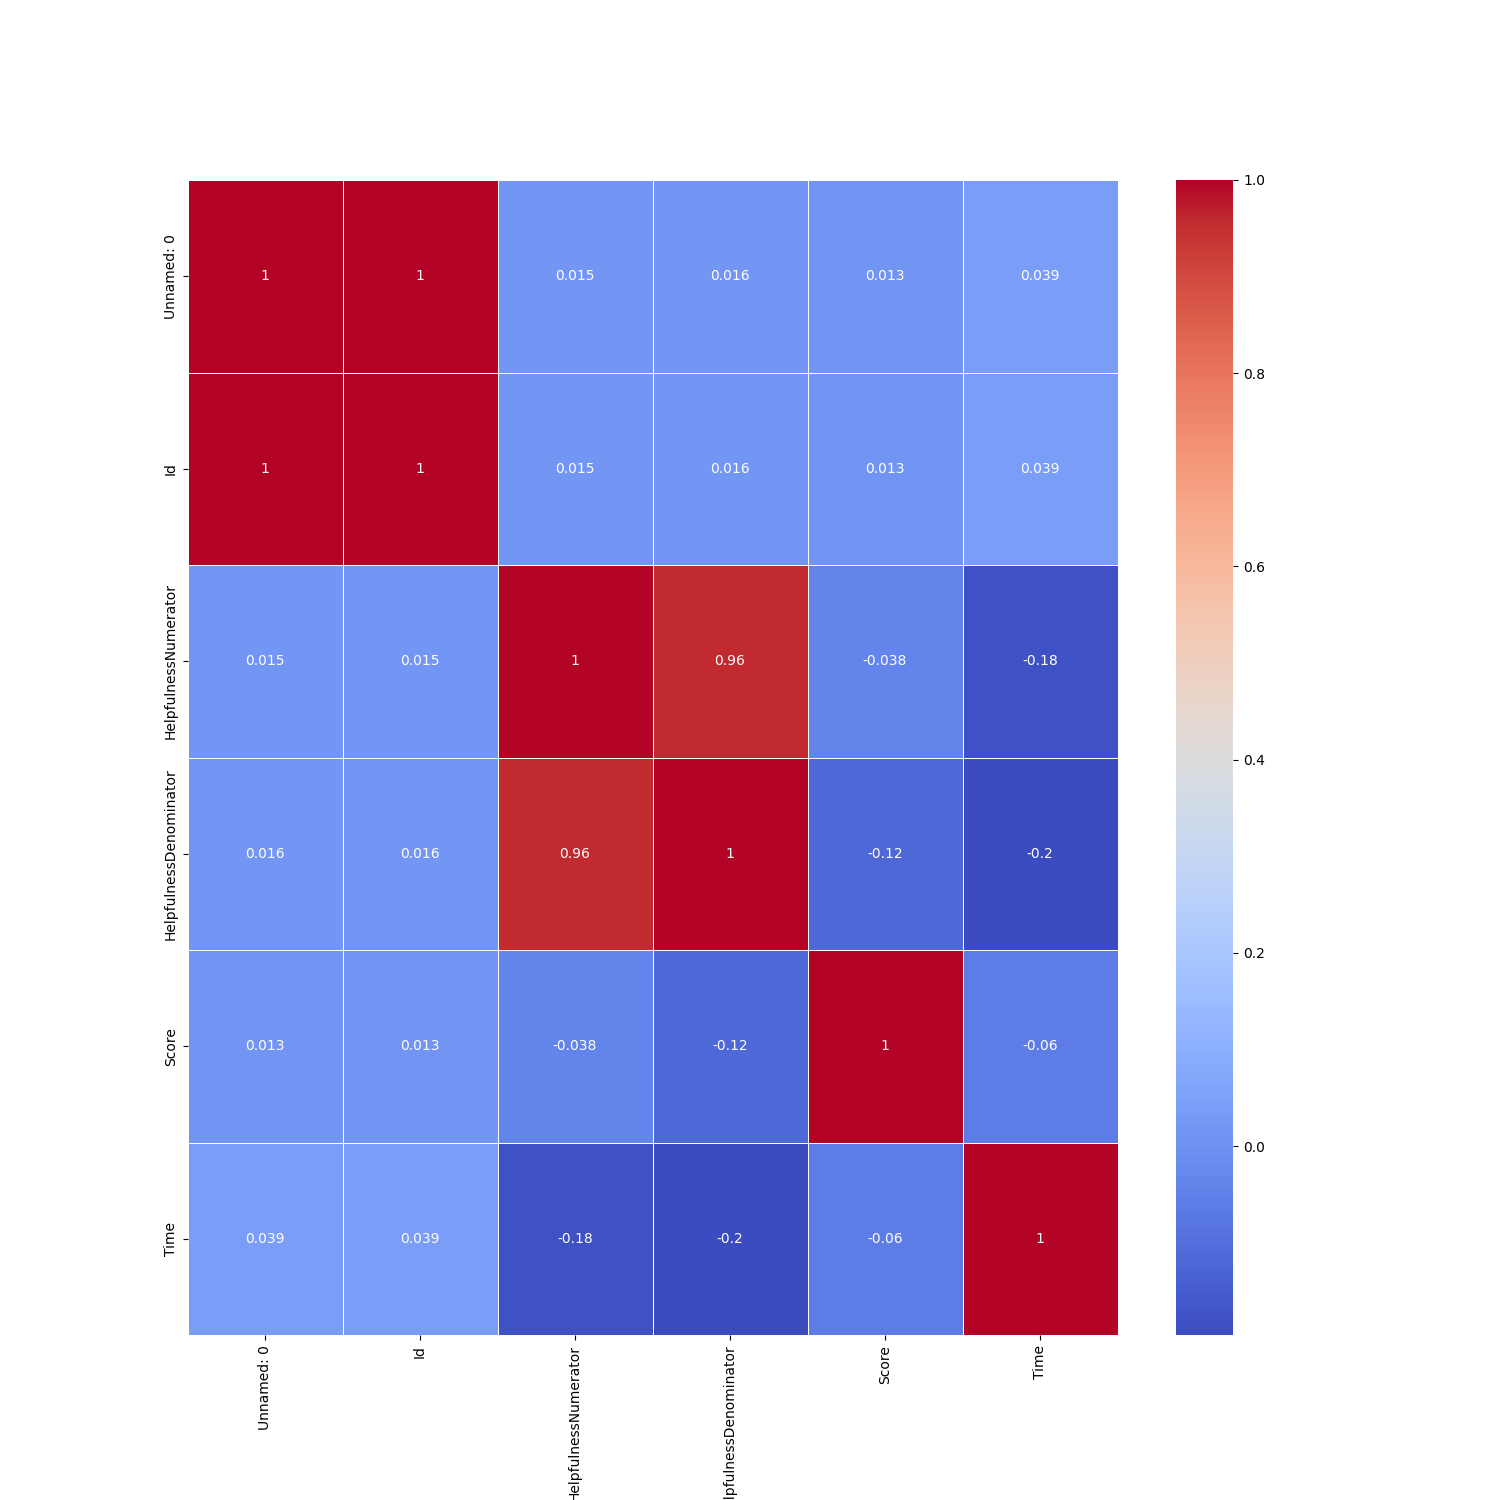 1.0
Unnamed: 0
1 1 0.015 0.016 0.013 0.039
0.8
Id
1 1 0.015 0.016 0.013 0.039
0.6
HelpfulnessNumerator
0.015 0.015 1 0.96 -0.038 -0.18
0.4
HelpfulnessDenominator
0.016 0.016 0.96 1 -0.12 -0.2
0.2
Score
0.013 0.013 -0.038 -0.12 1 -0.06
0.0
Time
0.039 0.039 -0.18 -0.2 -0.06 1
Unnamed: 0
Id
HelpfulnessNumerator
lpfulnessDenominator
Score
Time